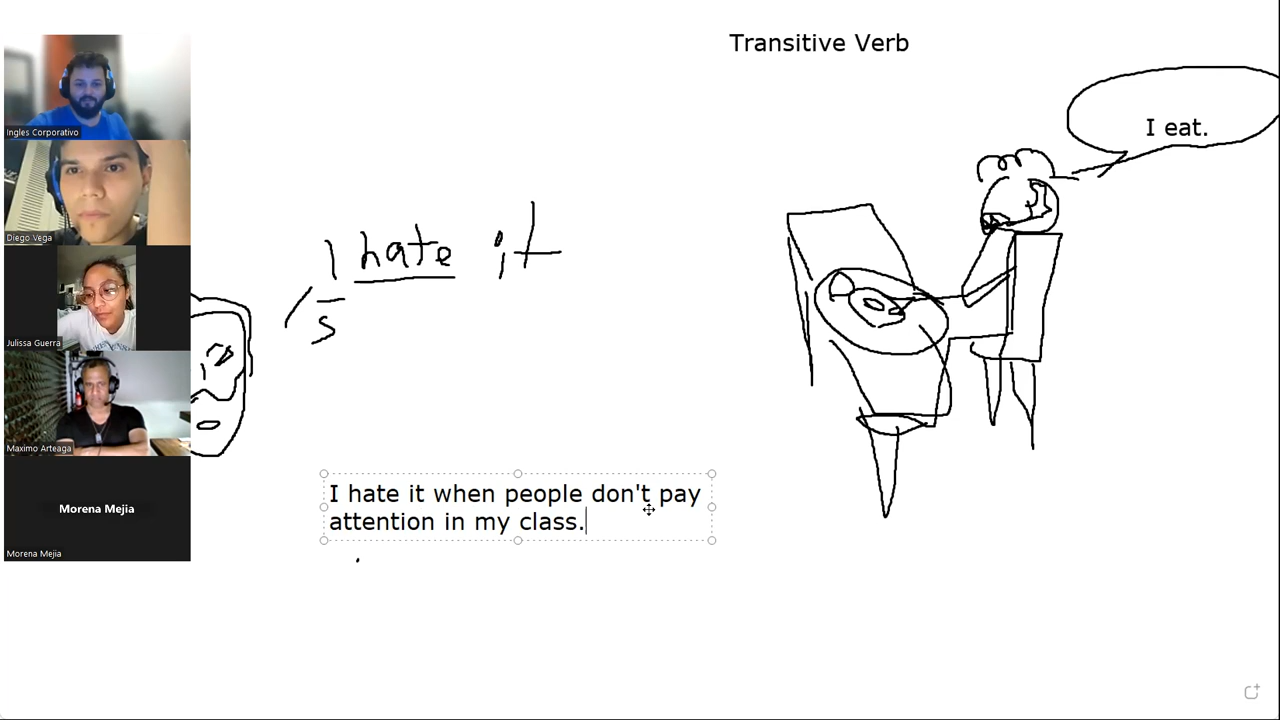 Transitive Verb
Ingles Corporativo
I eat.
Diego Vega
I hate it
s
Julissa Guerra
Maximo Arteaga
I hate it when people don't pay
attention in my class.
Morena Mejia
Morena Mejia